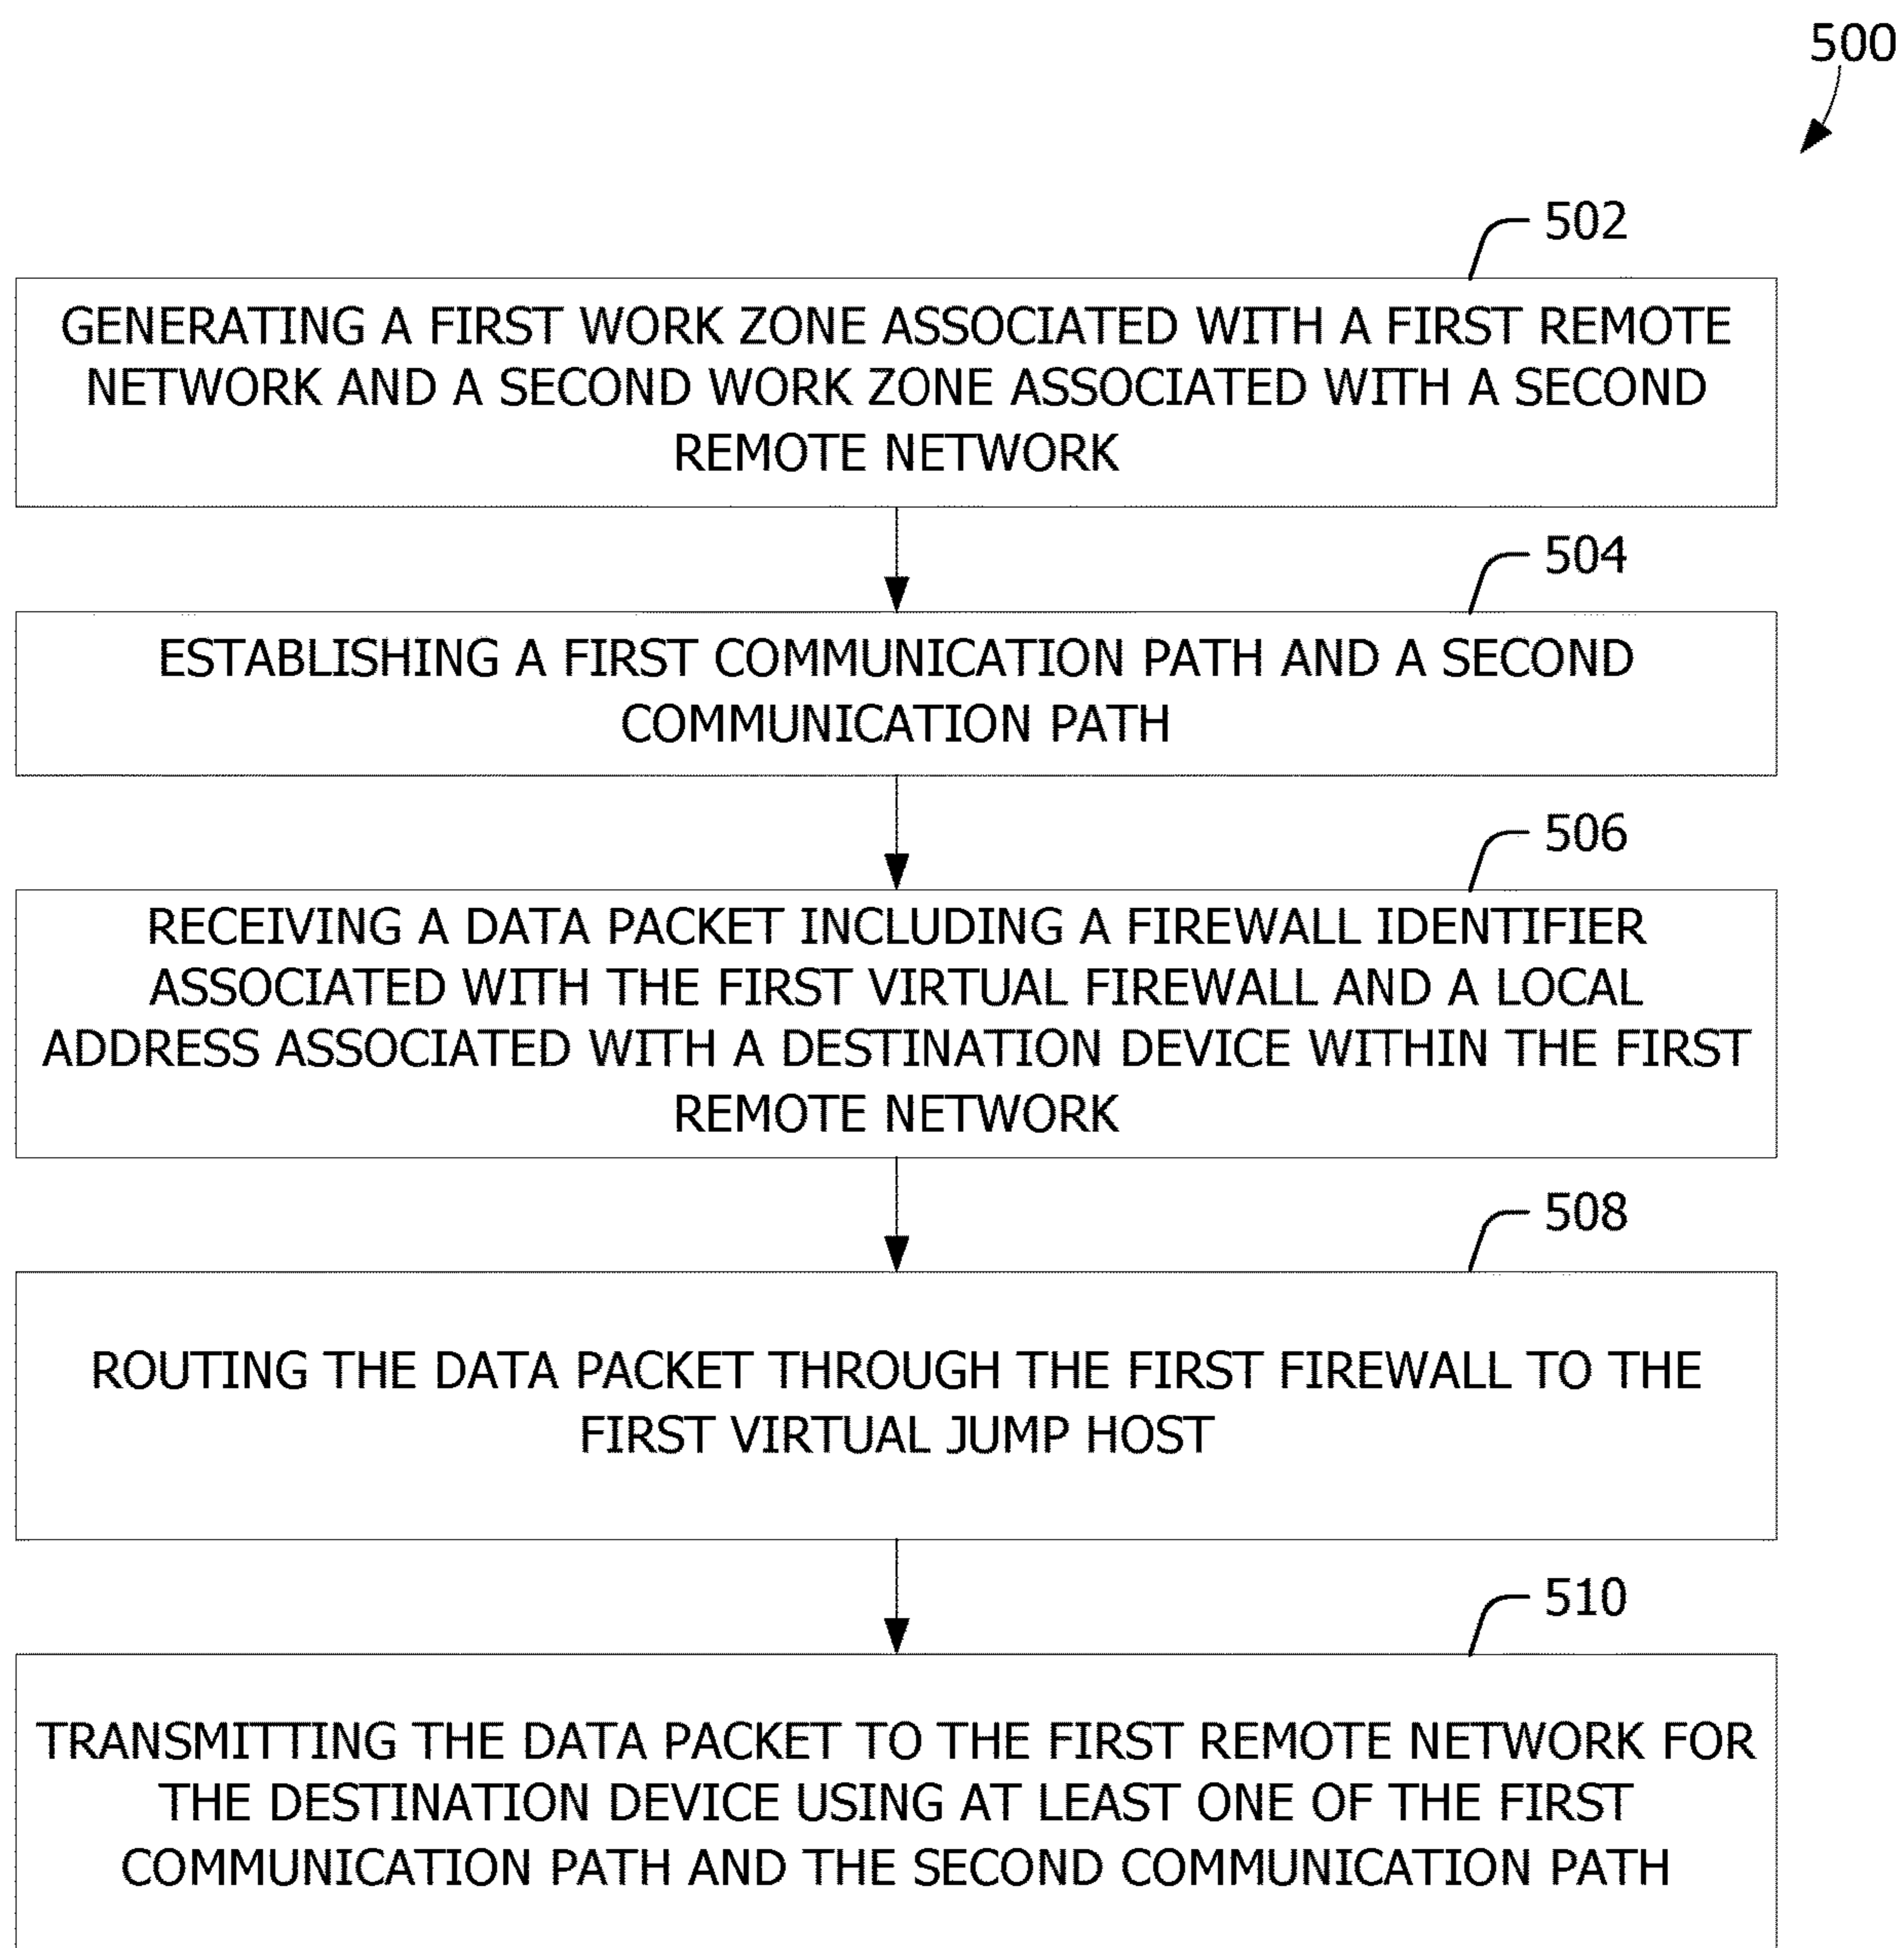 500
502
GENERATING A FIRST WORK ZONE ASSOCIATED WITH A FIRST REMOTE
NETWORK AND A SECOND WORK ZONE ASSOCIATED WITH A SECOND
REMOTE NETWORK
504
ESTABLISHING A FIRST COMMUNICATION PATH AND A SECOND
COMMUNICATION PATH
506
RECEIVING A DATA PACKET INCLUDING A FIREWALL IDENTIFIER
ASSOCIATED WITH THE FIRST VIRTUAL FIREWALL AND A LOCAL
ADDRESS ASSOCIATED WITH A DESTINATION DEVICE WITHIN THE FIRST
REMOTE NETWORK
508
ROUTING THE DATA PACKET THROUGH THE FIRST FIREWALL TO THE
FIRST VIRTUAL JUMP HOST
510
TRANSMITTING THE DATA PACKET TO THE FIRST REMOTE NETWORK FOR
THE DESTINATION DEVICE USING AT LEAST ONE OF THE FIRST
COMMUNICATION PATH AND THE SECOND COMMUNICATION PATH